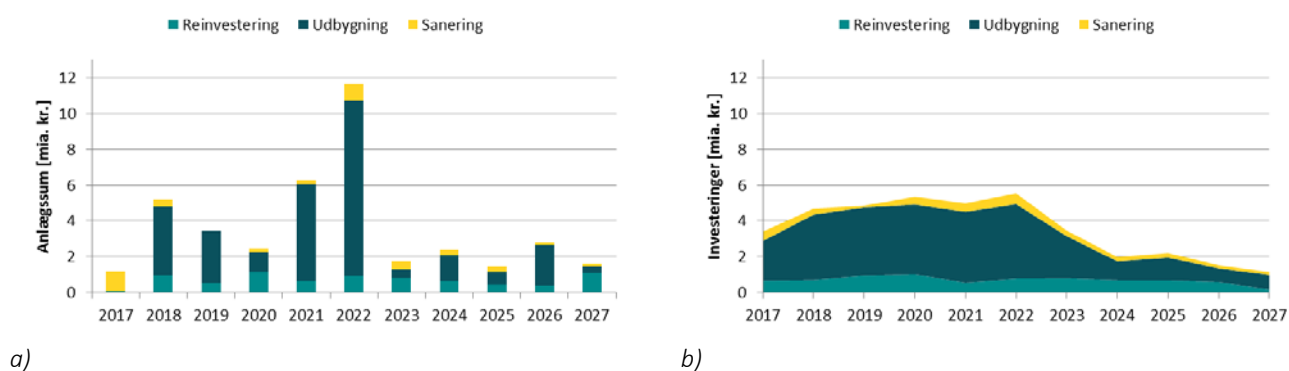 Reinvestering Udbygning Sanering
Anlægssum [mia. kr.]
12
10
8
6
4
2
0
2017 2018 2019 2020 2021 2022 2023 2024 2025 2026 2027
a)
Reinvestering Udbygning Sanering
Investeringer [mia. kr.]
12
10
8
6
4
2
0
2017 2018 2019 2020 2021 2022 2023 2024 2025 2026 2027
b)